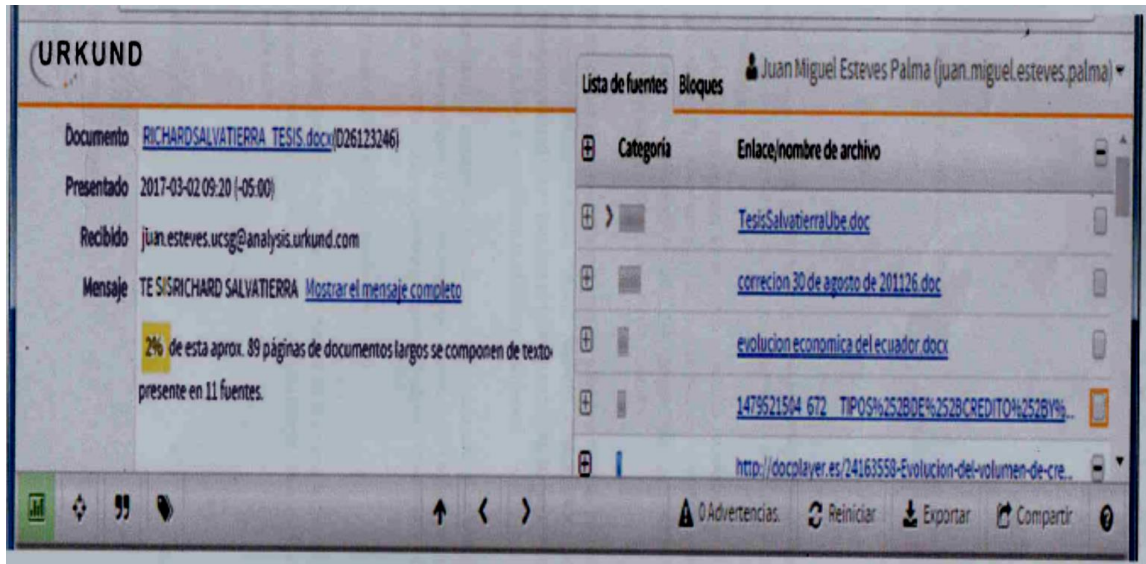 URKUND
Documento RICHARDSALVATIERRA TESIS.docx (D26123246)
Presentado 2017-03-02 09:20 (-05:00)
Recibido juan.esteves.ucsg@analysis.urkund.com
Mensaje TE SISRICHARD SALVATIERRA Mostrar el mensaje completo
2% de esta aprox. 89 páginas de documentos largos se componen de texto
presente en 11 fuentes.
Juan Miguel Esteves Palma (juan.miguel.esteves.palma)
Lista de fuentes Bloques
Categoria Enlace/nombre de archivo
TesisSalvatierraUbe.doc
correcion 30 de agosto de 201126.doc
evolucion economica del ecuador.docx
1479521504_672__TIPOS%252BDE%252BCREDITO%252BY%...
http://docplayer.es/24163558-Evolucion-del-volumen-de-cre...
0 Advertencias. Reiniciar Exportar Compartir